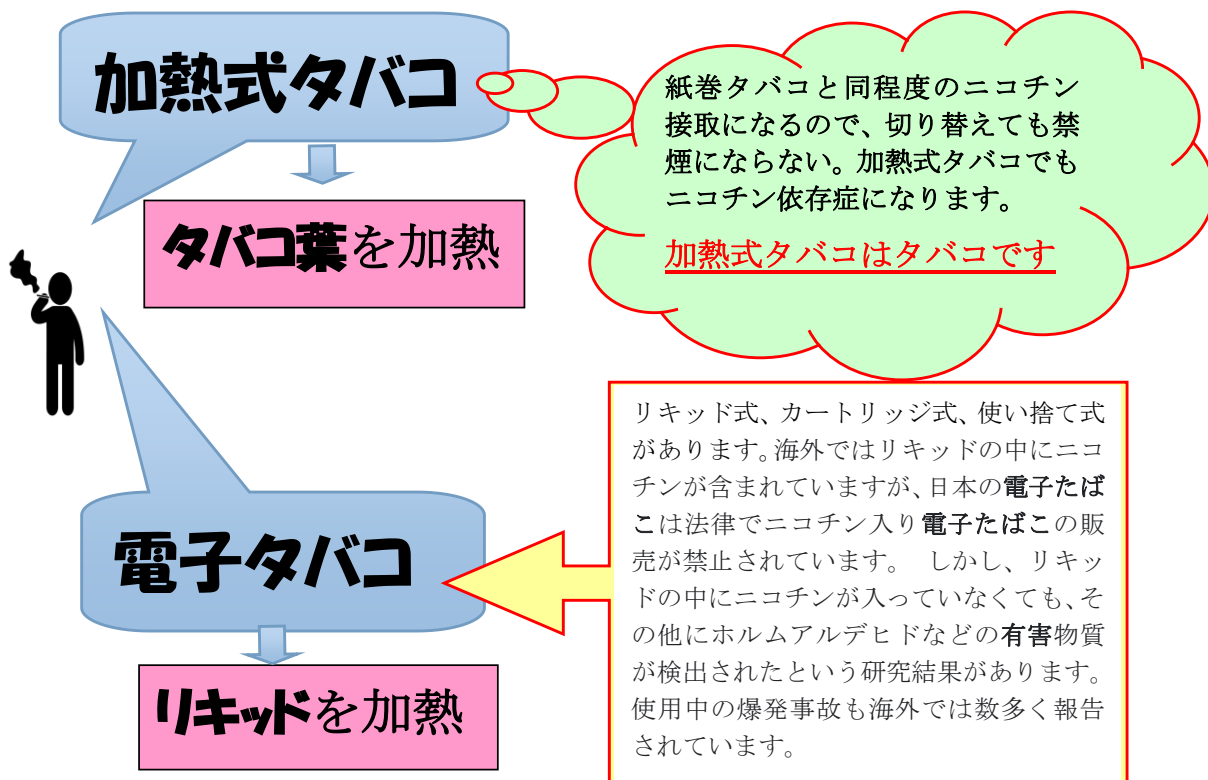 加熱式タバコ
タバコ葉を加熱
紙巻タバコと同程度のニコチン
接取になるので、切り替えても禁
煙にならない。加熱式タバコでも
ニコチン依存症になります。
加熱式タバコはタバコです
電子タバコ
リキッドを加熱
リキッド式、カートリッジ式、使い捨て式
があります。海外ではリキッドの中にニコ
チンが含まれていますが、日本の電子たば
こは法律でニコチン入り電子たばこの販
売が禁止されています。　しかし、リキッ
ドの中にニコチンが入っていなくても、そ
の他にホルムアルデヒドなどの有害物質
が検出されたという研究結果があります。
使用中の爆発事故も海外では数多く報告
されています。